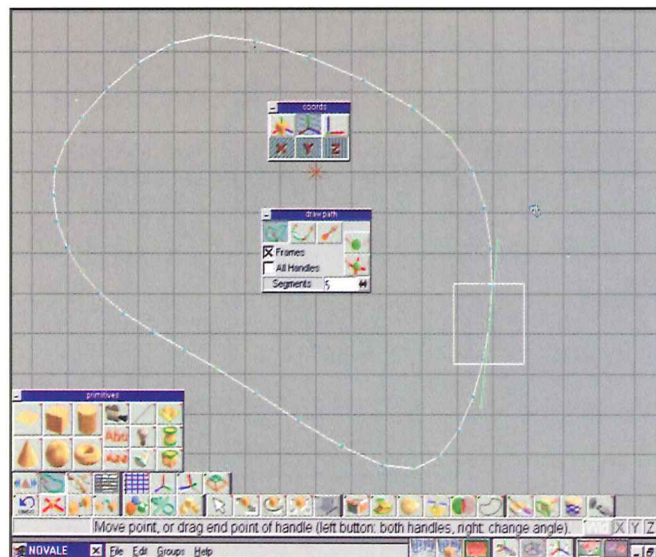 coords
X Y Z
draw path
Frames
All Handles
Segments 5
primitives
Move point, or drag end point of handle (left button: both handles, right: change angle).
X Y Z
NOVALE File Edit Groups Help